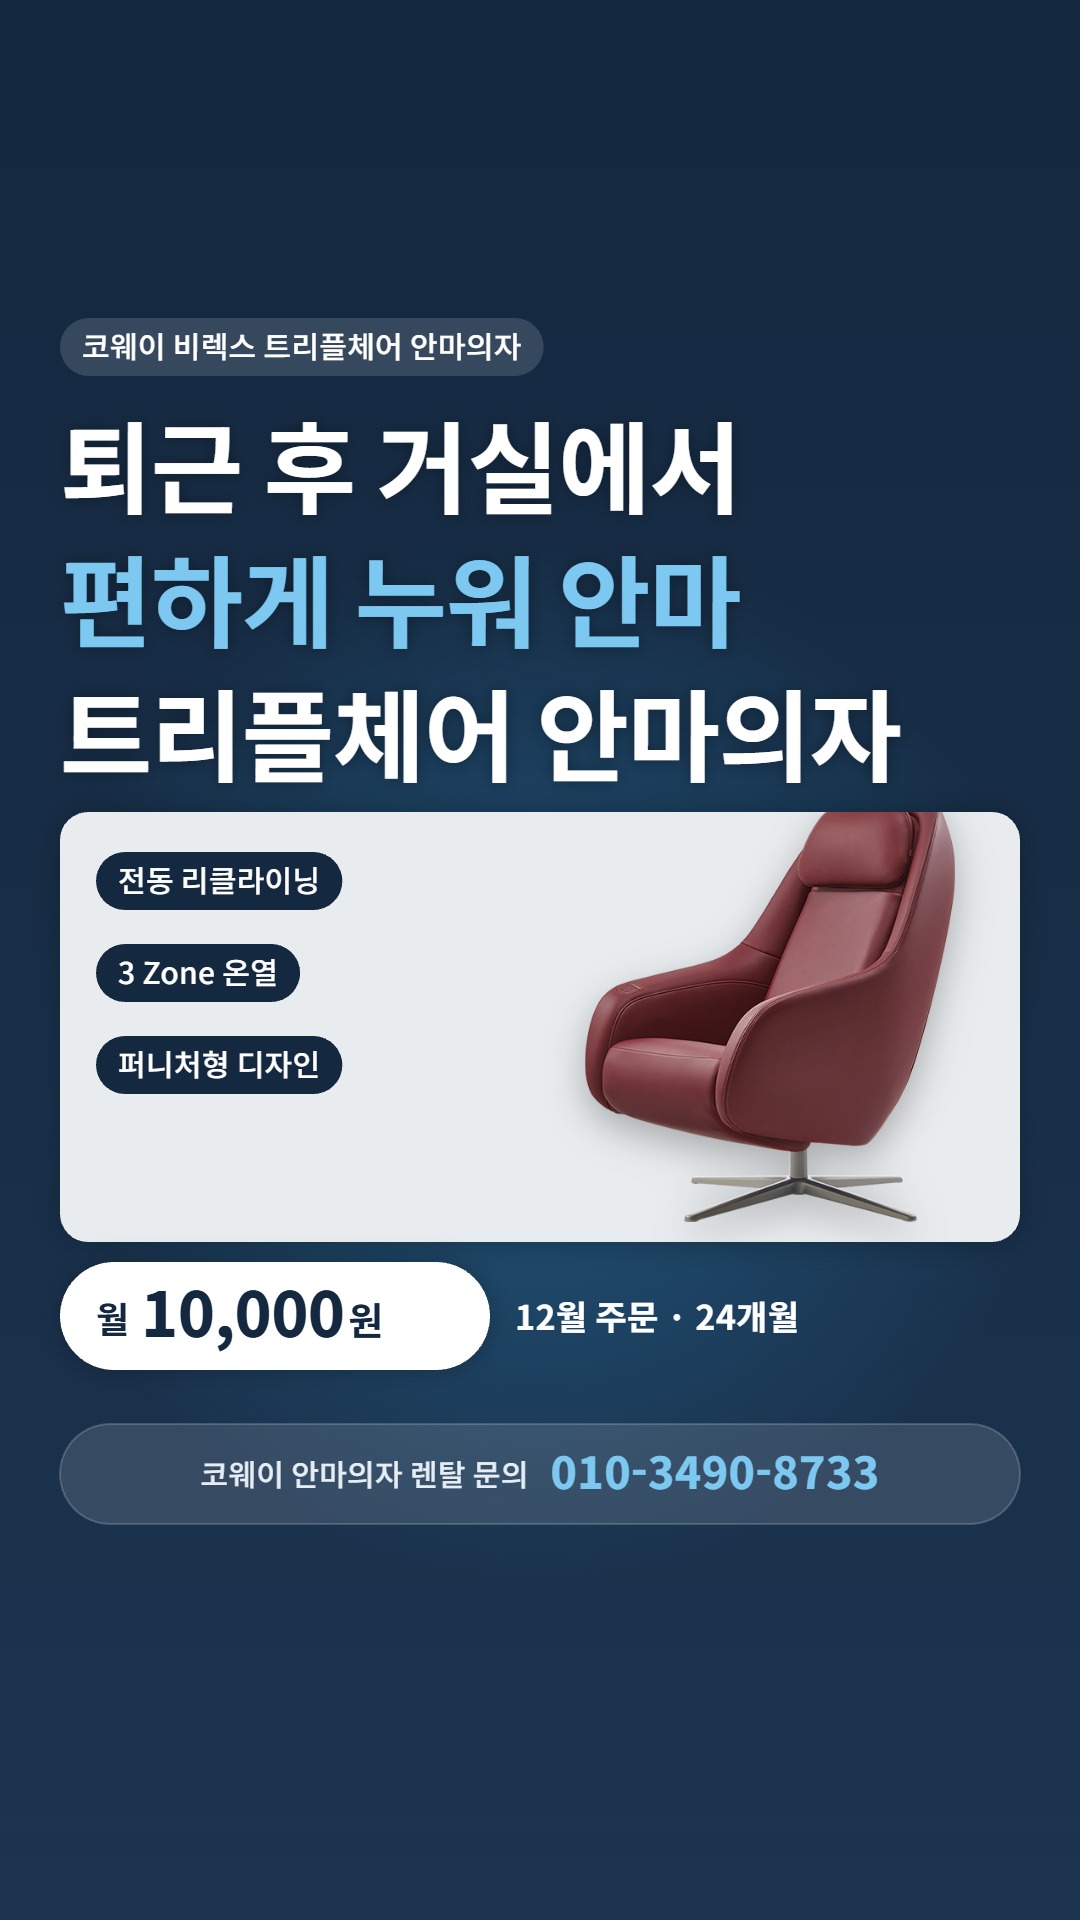 코웨이 비렉스 트리플체어 안마의자
퇴근 후 거실에서
편하게 누워 안마
트리플체어 안마의자
전동 리클라이닝
3 Zone 온열
퍼니처형 디자인
월 10,000원
12월 주문 · 24개월
코웨이 안마의자 렌탈 문의 010-3490-8733